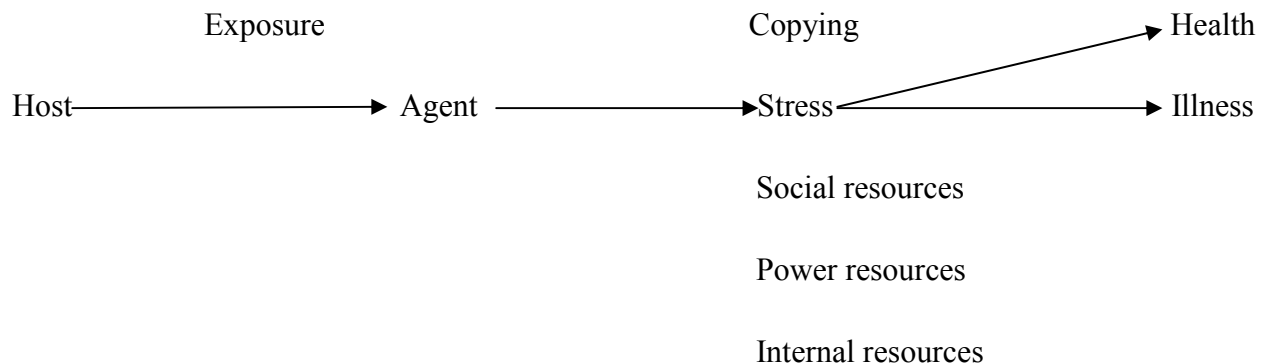 Exposure Copying Health
Host Agent Stress Illness
Social resources
Power resources
Internal resources